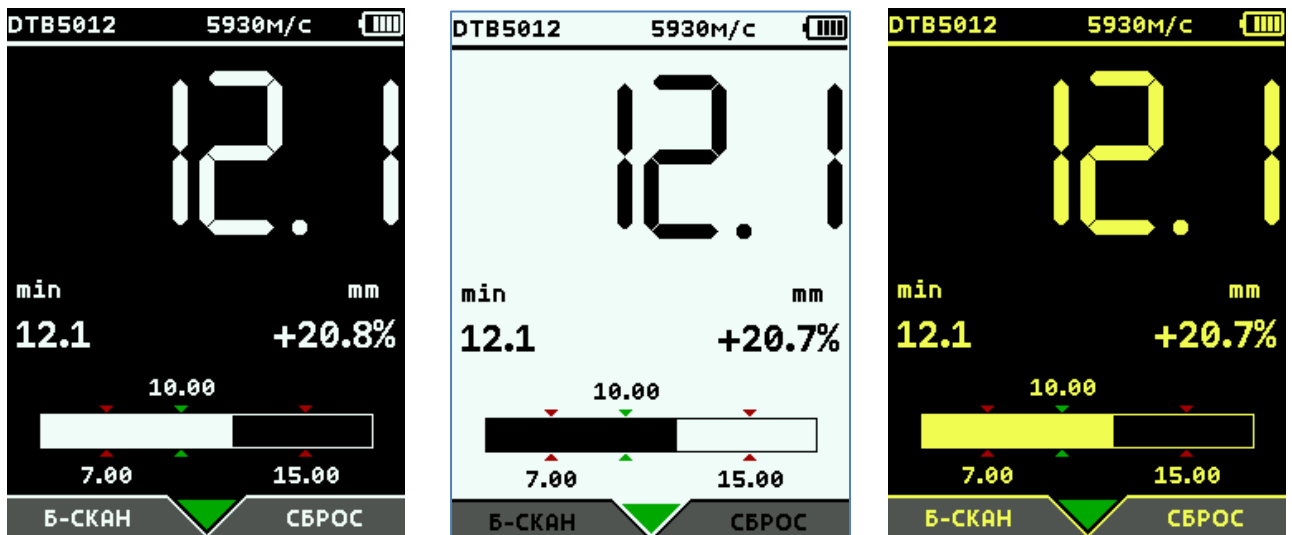 DTB5012 5930м/с
12.1
min mm
12.1 +20.8%
10.00
7.00 15.00
Б-СКАН СБРОС
DTB5012 5930м/с
12.1
min mm
12.1 +20.7%
10.00
7.00 15.00
Б-СКАН СБРОС
DTB5012 5930м/с
12.1
min mm
12.1 +20.7%
10.00
7.00 15.00
Б-СКАН СБРОС